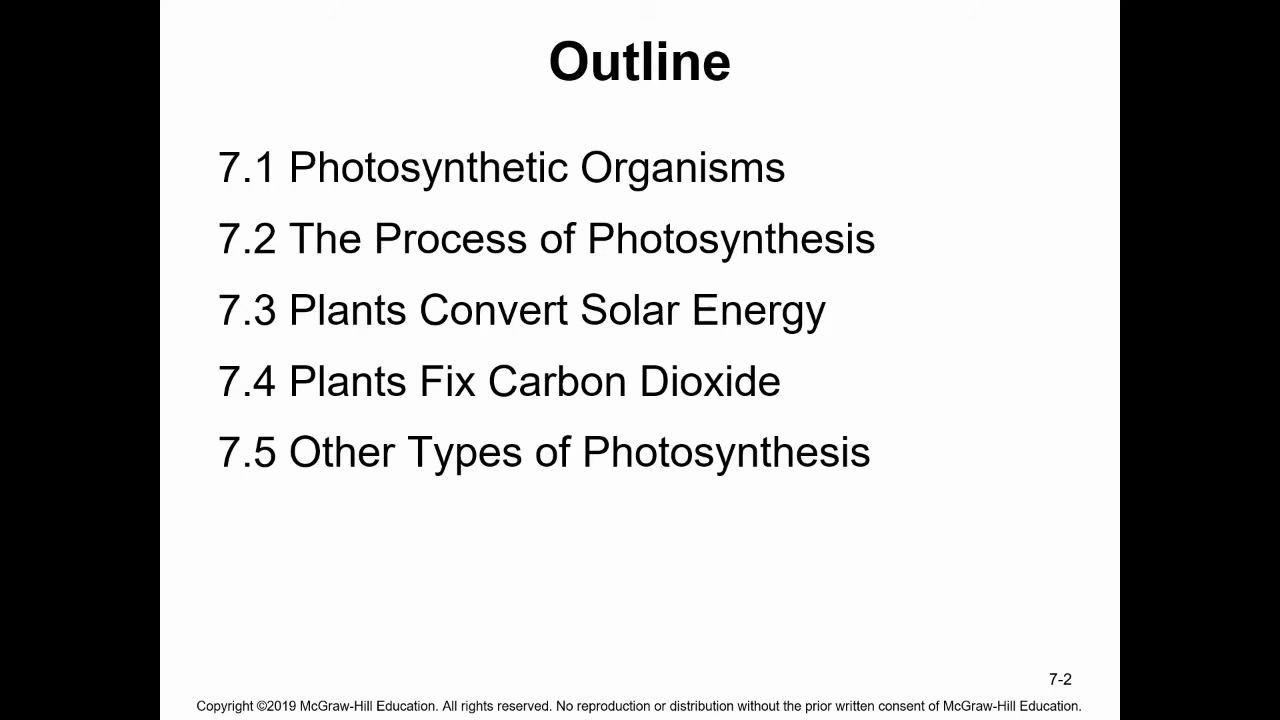 Outline
7.1 Photosynthetic Organisms
7.2 The Process of Photosynthesis
7.3 Plants Convert Solar Energy
7.4 Plants Fix Carbon Dioxide
7.5 Other Types of Photosynthesis
7-2
Copyright ©2019 McGraw-Hill Education. All rights reserved. No reproduction or distribution without the prior written consent of McGraw-Hill Education.